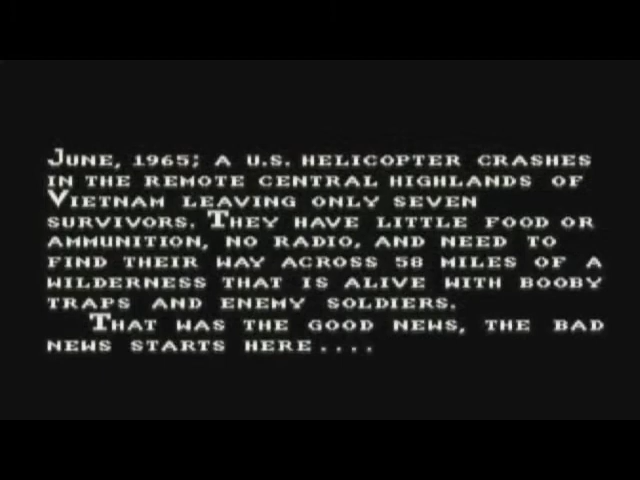 JUNE, 1965; A U.S. HELICOPTER CRASHES
IN THE REMOTE CENTRAL HIGHLANDS OF
VIETNAM LEAVING ONLY SEVEN
SURVIVORS. THEY HAVE LITTLE FOOD OR
AMMUNITION, NO RADIO, AND NEED TO
FIND THEIR WAY ACROSS 58 MILES OF A
WILDERNESS THAT IS ALIVE WITH BOOBY
TRAPS AND ENEMY SOLDIERS.
THAT WAS THE GOOD NEWS, THE BAD
NEWS STARTS HERE....